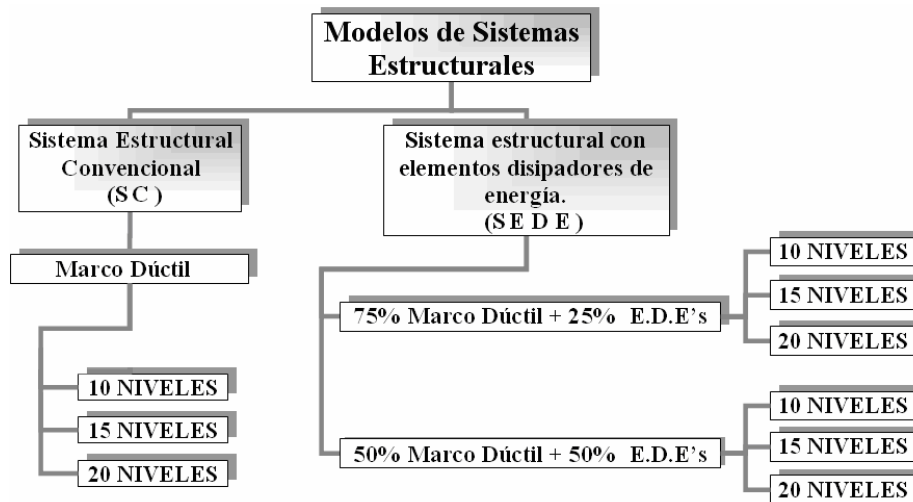 Modelos de Sistemas
Estructurales
Sistema Estructural
Convencional
(S C )
Marco Dúctil
10 NIVELES
15 NIVELES
20 NIVELES
Sistema estructural con
elementos disipadores de
energía.
(S E D E )
75% Marco Dúctil + 25% E.D.E’s
10 NIVELES
15 NIVELES
20 NIVELES
50% Marco Dúctil + 50% E.D.E’s
10 NIVELES
15 NIVELES
20 NIVELES